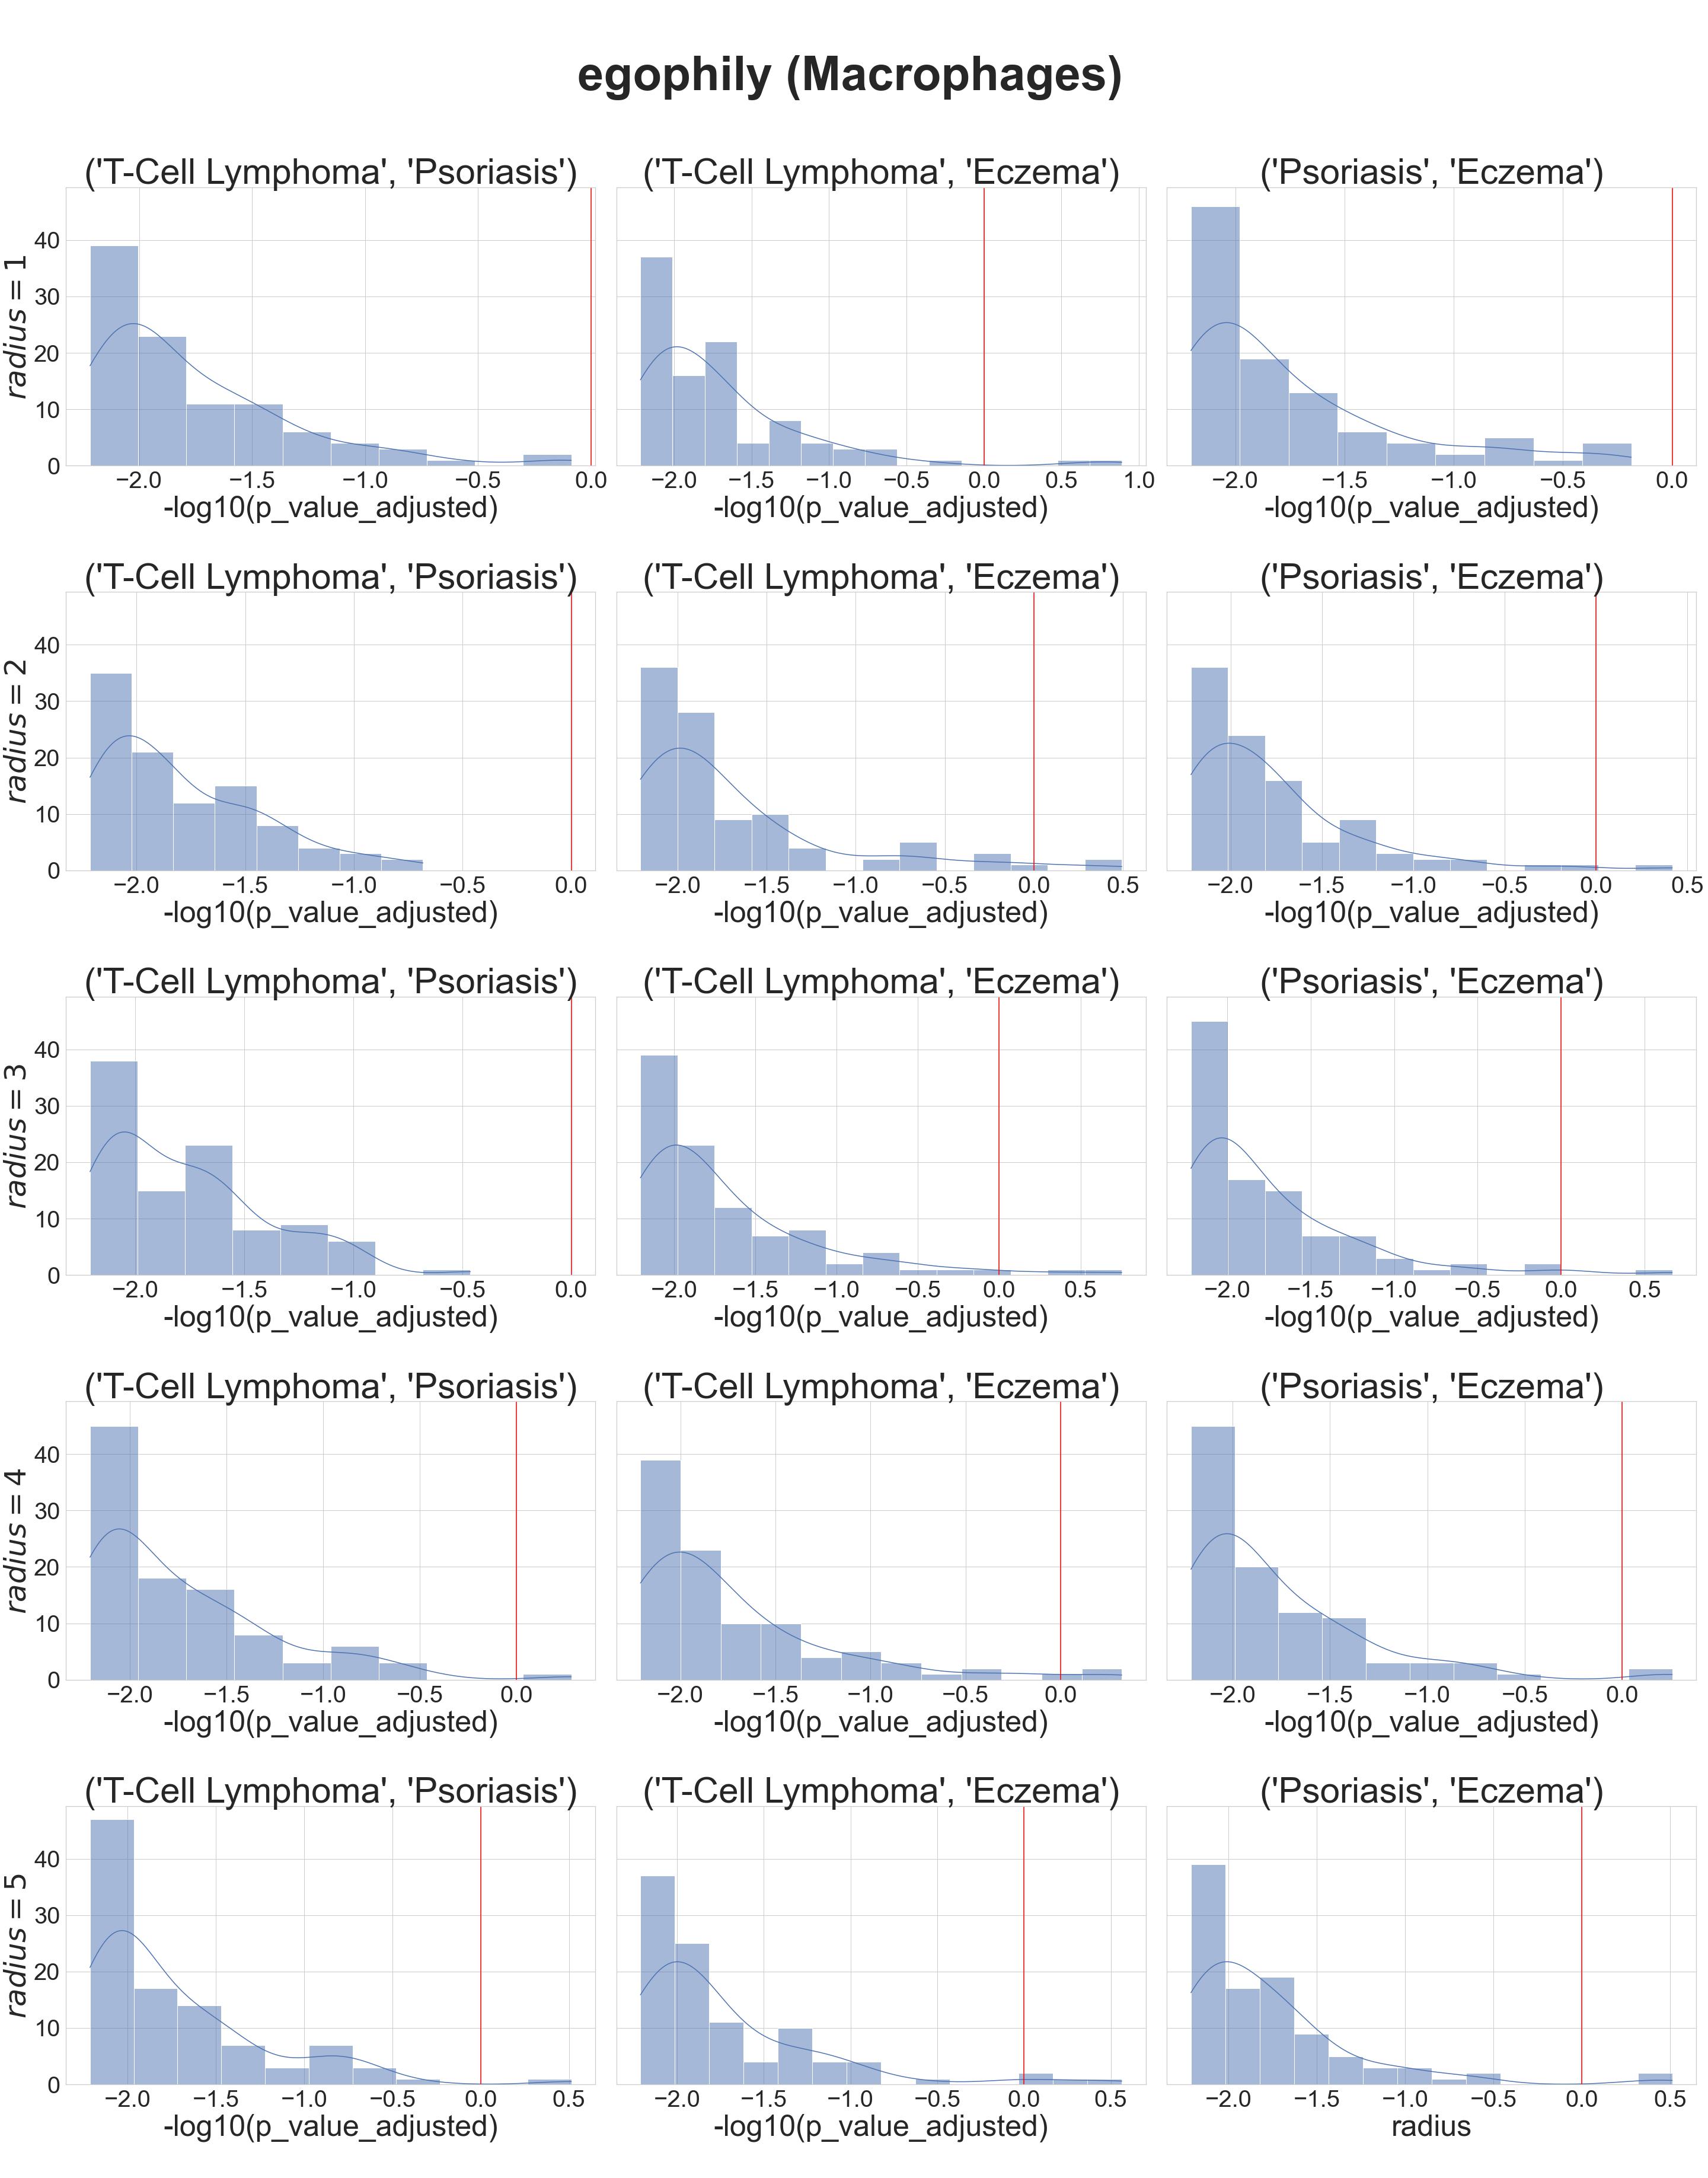 egophily (Macrophages)
('T-Cell Lymphoma', 'Psoriasis') ('T-Cell Lymphoma', 'Eczema') ('Psoriasis', 'Eczema')
radius = 1
40
30
20
10
0
−2.0 −1.5 −1.0 −0.5 0.0 −2.0 −1.5 −1.0 −0.5 0.0 0.5 1.0 −2.0 −1.5 −1.0 −0.5 0.0
-log10(p_value_adjusted) -log10(p_value_adjusted) -log10(p_value_adjusted)
('T-Cell Lymphoma', 'Psoriasis') ('T-Cell Lymphoma', 'Eczema') ('Psoriasis', 'Eczema')
radius = 2
40
30
20
10
0
−2.0 −1.5 −1.0 −0.5 0.0 −2.0 −1.5 −1.0 −0.5 0.0 0.5 −2.0 −1.5 −1.0 −0.5 0.0 0.5
-log10(p_value_adjusted) -log10(p_value_adjusted) -log10(p_value_adjusted)
('T-Cell Lymphoma', 'Psoriasis') ('T-Cell Lymphoma', 'Eczema') ('Psoriasis', 'Eczema')
radius = 3
40
30
20
10
0
−2.0 −1.5 −1.0 −0.5 0.0 −2.0 −1.5 −1.0 −0.5 0.0 0.5 −2.0 −1.5 −1.0 −0.5 0.0 0.5
-log10(p_value_adjusted) -log10(p_value_adjusted) -log10(p_value_adjusted)
('T-Cell Lymphoma', 'Psoriasis') ('T-Cell Lymphoma', 'Eczema') ('Psoriasis', 'Eczema')
radius = 4
40
30
20
10
0
−2.0 −1.5 −1.0 −0.5 0.0 −2.0 −1.5 −1.0 −0.5 0.0 −2.0 −1.5 −1.0 −0.5 0.0
-log10(p_value_adjusted) -log10(p_value_adjusted) -log10(p_value_adjusted)
('T-Cell Lymphoma', 'Psoriasis') ('T-Cell Lymphoma', 'Eczema') ('Psoriasis', 'Eczema')
radius = 5
40
30
20
10
0
−2.0 −1.5 −1.0 −0.5 0.0 0.5 −2.0 −1.5 −1.0 −0.5 0.0 0.5 −2.0 −1.5 −1.0 −0.5 0.0 0.5
-log10(p_value_adjusted) -log10(p_value_adjusted) radius